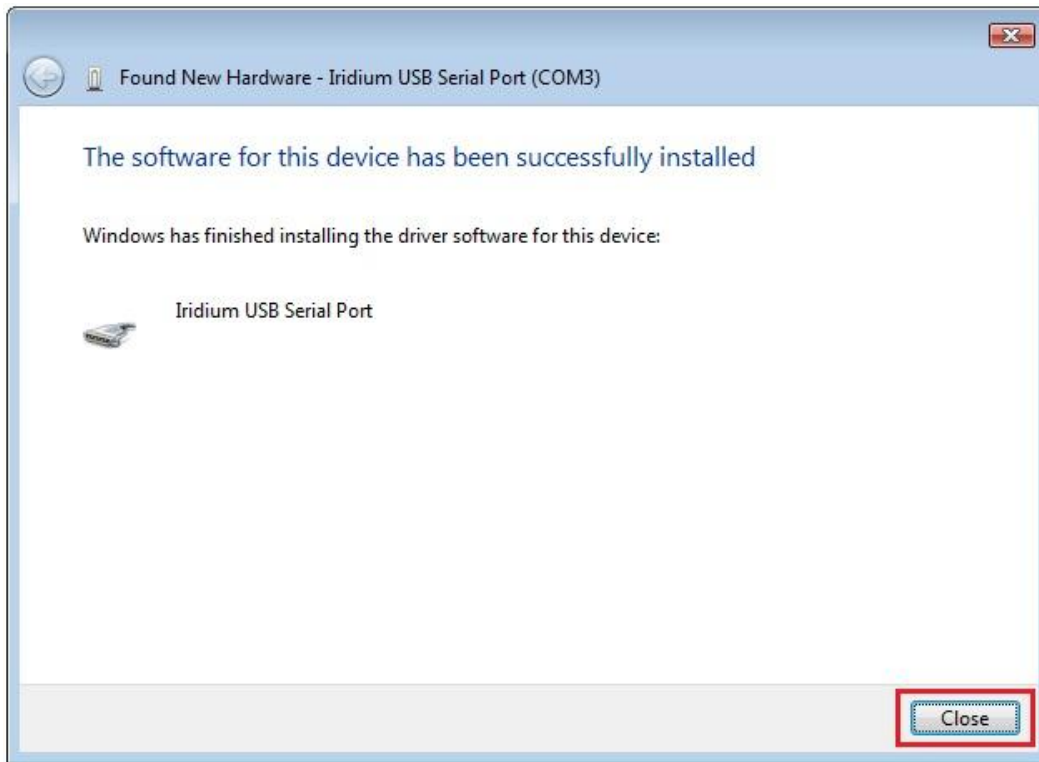 Found New Hardware - Iridium USB Serial Port (COM3)
The software for this device has been successfully installed
Windows has finished installing the driver software for this device:
Iridium USB Serial Port
Close